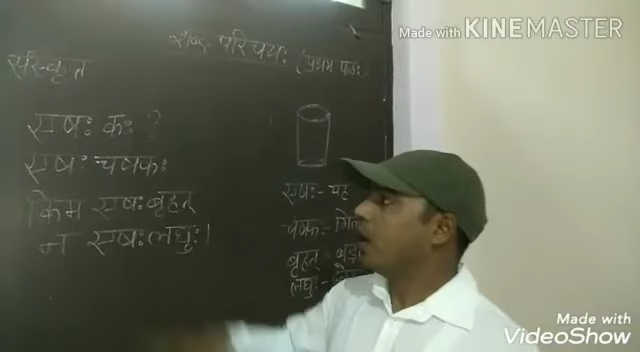 Made with KINEMASTER
शब्द परिचयः (प्रथम पाठः)
संस्कृत
एषः कः ?
एषः चषकः
किम एषः बृहत्
न एषः लघुः।
एषः - यह
चषकः - गिल
बृहत् - बड़ा
लघुः -
Made with
VideoShow